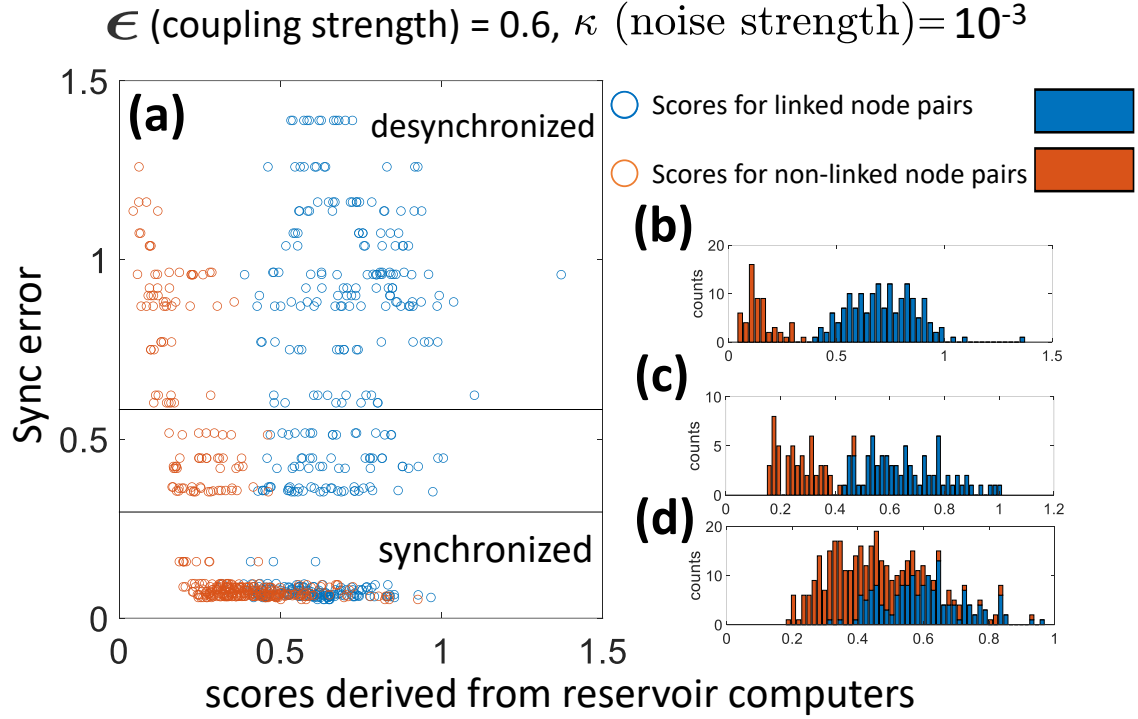 ϵ (coupling strength) = 0.6, κ (noise strength)= 10⁻³
(a)
desynchronized
synchronized
1.5
1
0.5
0
0
0.5
1
1.5
Sync error
scores derived from reservoir computers
Scores for linked node pairs
Scores for non-linked node pairs
(b)
20
10
0
counts
0
0.5
1
1.5
(c)
10
5
0
counts
0
0.2
0.4
0.6
0.8
1
1.2
(d)
20
10
0
counts
0
0.2
0.4
0.6
0.8
1